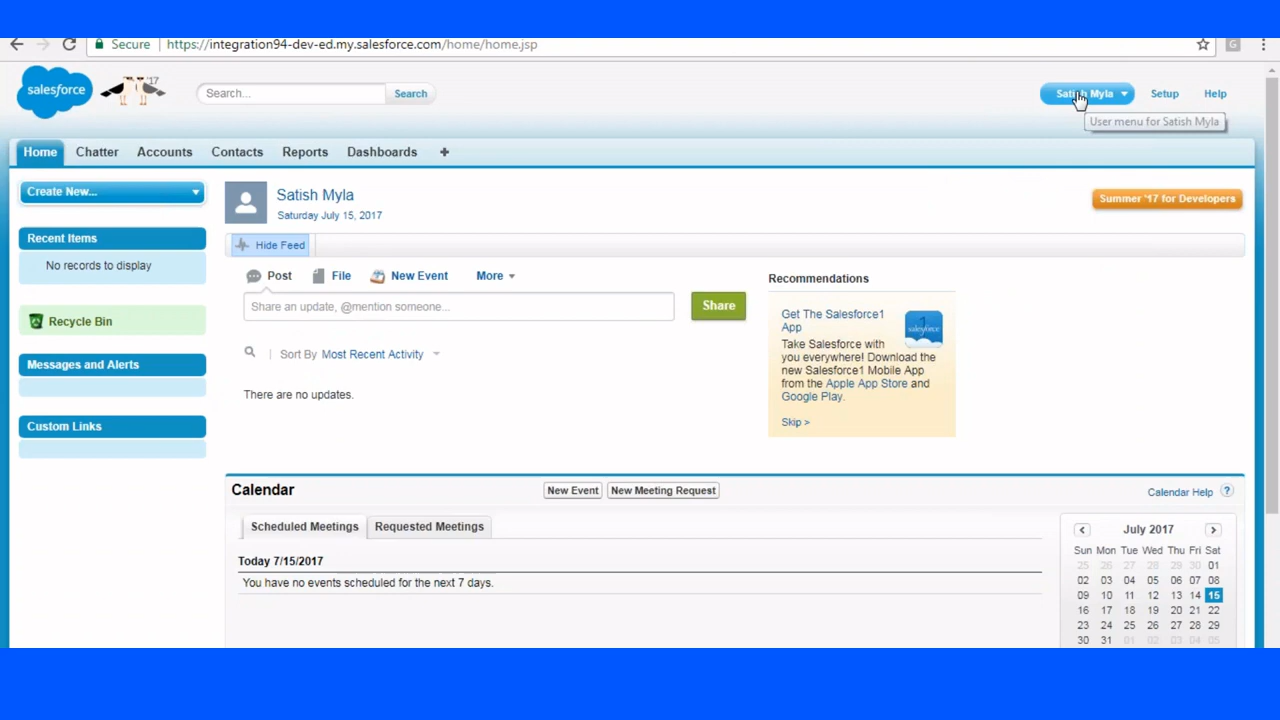 Secure https://integration94-dev-ed.my.salesforce.com/home/home.jsp
salesforce '17 Search... Search Satish Myla Setup Help
User menu for Satish Myla
Home Chatter Accounts Contacts Reports Dashboards +
Create New...
Recent Items
No records to display
Recycle Bin
Messages and Alerts
Custom Links
Satish Myla
Saturday July 15, 2017
Summer '17 for Developers
Hide Feed
Post File New Event More
Share an update, @mention someone...
Share
Sort By Most Recent Activity
There are no updates.
Recommendations
Get The Salesforce1
App
Take Salesforce with
you everywhere! Download the
new Salesforce1 Mobile App
from the Apple App Store and
Google Play.
Skip >
1
salesforce
Calendar New Event New Meeting Request Calendar Help ?
Scheduled Meetings Requested Meetings
Today 7/15/2017
You have no events scheduled for the next 7 days.
< July 2017 >
Sun Mon Tue Wed Thu Fri Sat
25 26 27 28 29 30 01
02 03 04 05 06 07 08
09 10 11 12 13 14 15
16 17 18 19 20 21 22
23 24 25 26 27 28 29
30 31 01 02 03 04 05